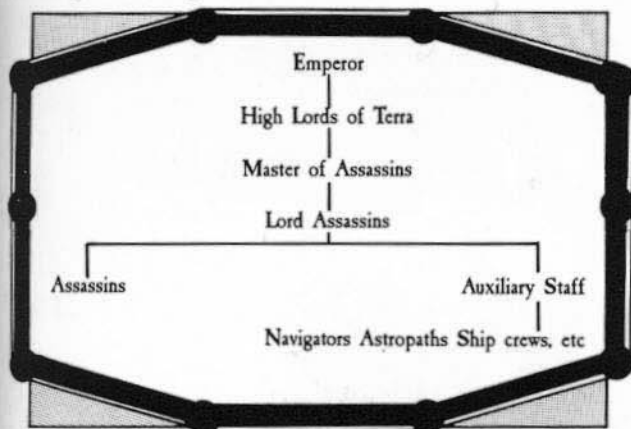 Emperor
High Lords of Terra
Master of Assassins
Lord Assassins
Assassins
Auxiliary Staff
Navigators Astropaths Ship crews, etc